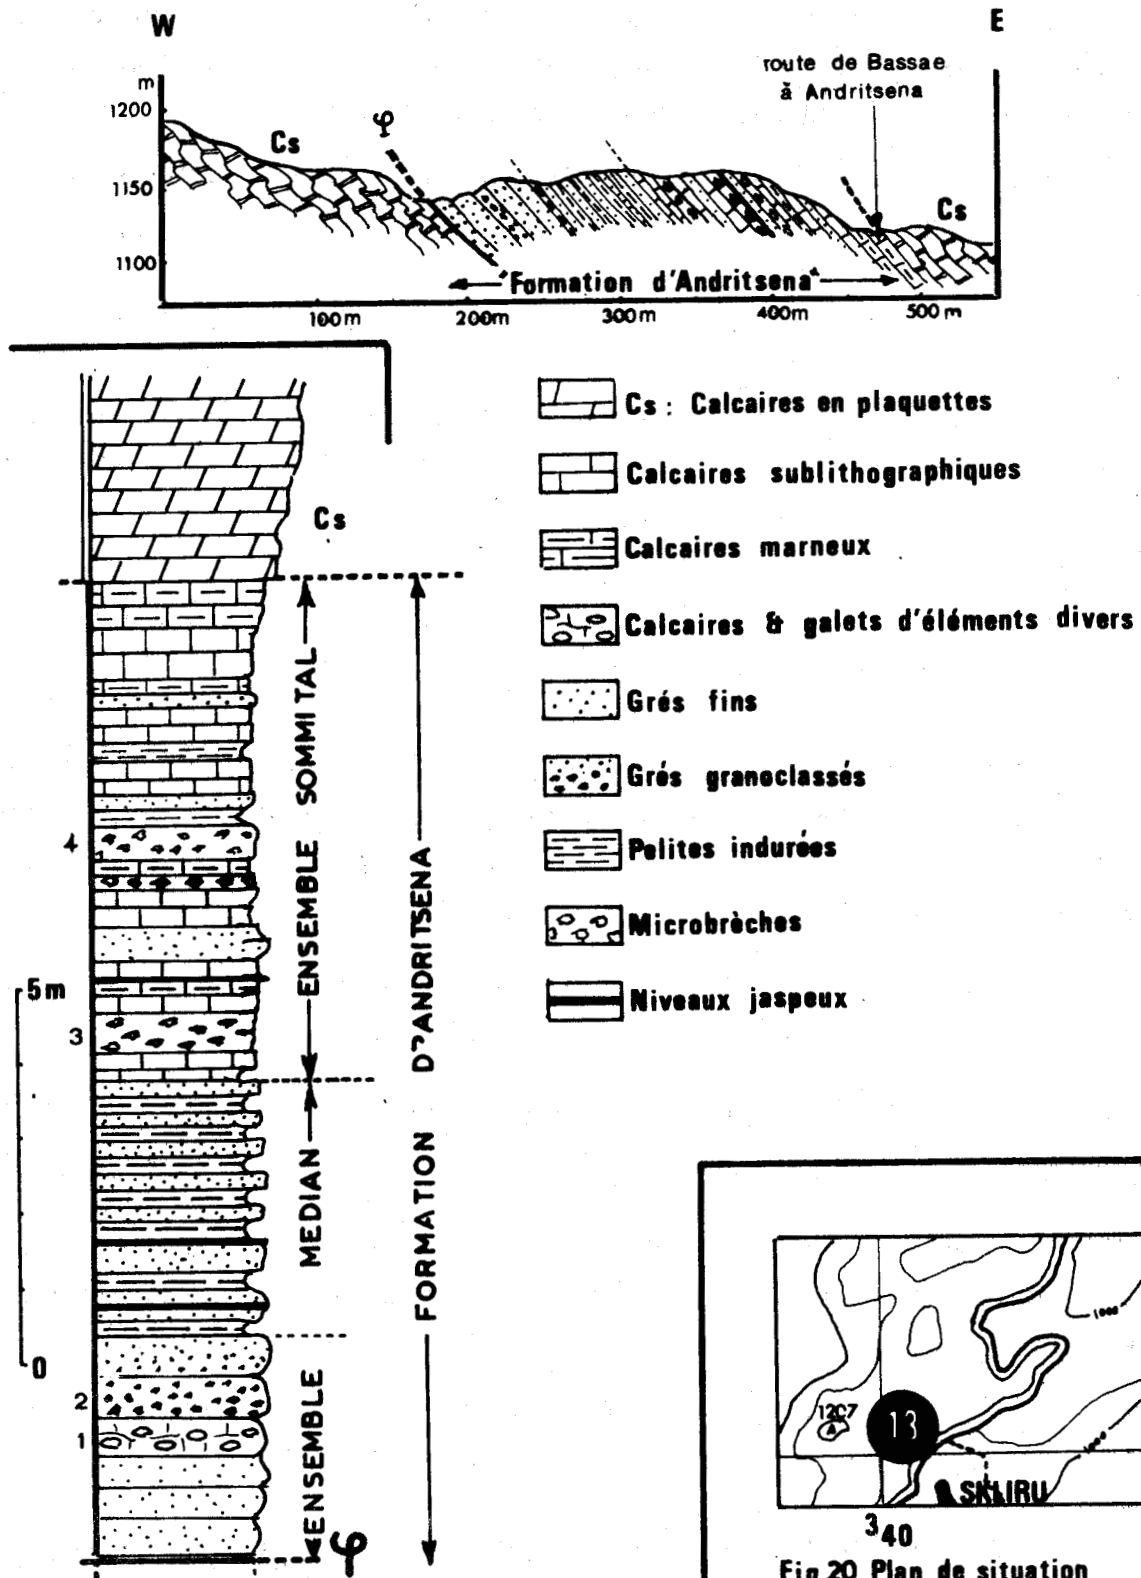 W
E
m
1200
1150
1100
Cs
φ
route de Bassae
à Andritsena
Cs
"Formation d'Andritsena"
100m
200m
300m
400m
500 m
Cs
Cs : Calcaires en plaquettes
Calcaires sublithographiques
Calcaires marneux
Calcaires & galets d'éléments divers
Grés fins
Grés granoclassés
Pelites indurées
Microbrèches
Niveaux jaspeux
4
3
2
1
5m
0
ENSEMBLE SOMMITAL
MEDIAN
ENSEMBLE
FORMATION D'ANDRITSENA
φ
1000
1000
1207
A
13
SKLIRU
340
Fig 20 Plan de situation